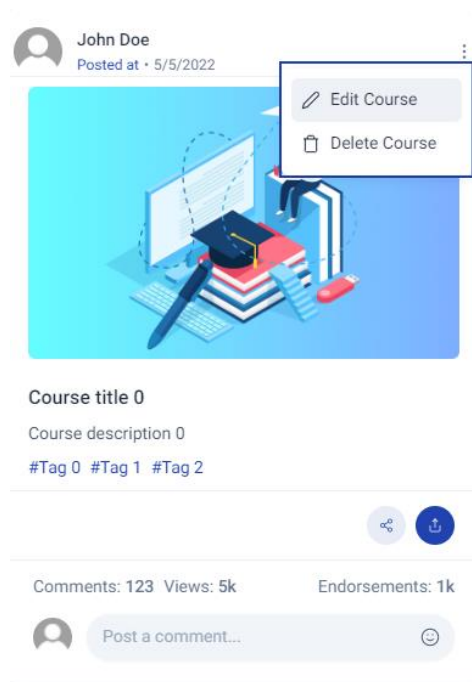 John Doe
Posted at • 5/5/2022
Edit Course
Delete Course
Course title 0
Course description 0
#Tag 0 #Tag 1 #Tag 2
Comments: 123 Views: 5k Endorsements: 1k
Post a comment...